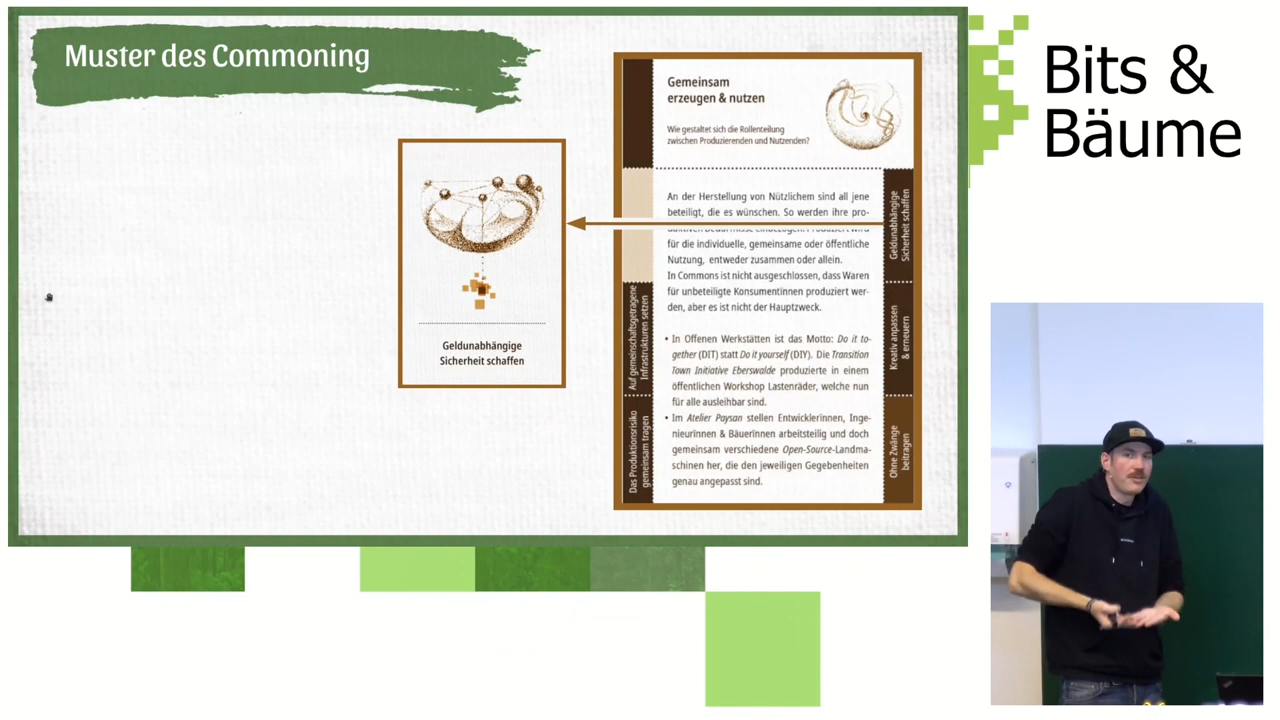 Muster des Commoning
Bits &
Bäume
Gemeinsam
erzeugen & nutzen
Wie gestaltet sich die Rollenteilung
zwischen Produzierenden und Nutzenden?
An der Herstellung von Nützlichem sind all jene
beteiligt, die es wünschen. So werden ihre pro-
für die individuelle, gemeinsame oder öffentliche
Nutzung, entweder zusammen oder allein.
In Commons ist nicht ausgeschlossen, dass Waren
für unbeteiligte Konsumentinnen produziert wer-
den, aber es ist nicht der Hauptzweck.
• In Offenen Werkstätten ist das Motto: Do it to-
gether (DIT) statt Do it yourself (DIY). Die Transition
Town Initiative Eberswalde produzierte in einem
öffentlichen Workshop Lastenräder, welche nun
für alle ausleihbar sind.
• Im Atelier Paysan stellen Entwicklerinnen, Inge-
nieurinnen & Bäuerinnen arbeitsteilig und doch
gemeinsam verschiedene Open-Source-Landma-
schinen her, die den jeweiligen Gegebenheiten
genau angepasst sind.
Auf gemeinschaftsgetragene
Infrastrukturen setzen
Das Produktionsrisiko
gemeinsam tragen
Geldunabhängige
Sicherheit schaffen
Kreativ anpassen
& erneuern
Ohne Zwänge
beitragen
Geldunabhängige
Sicherheit schaffen